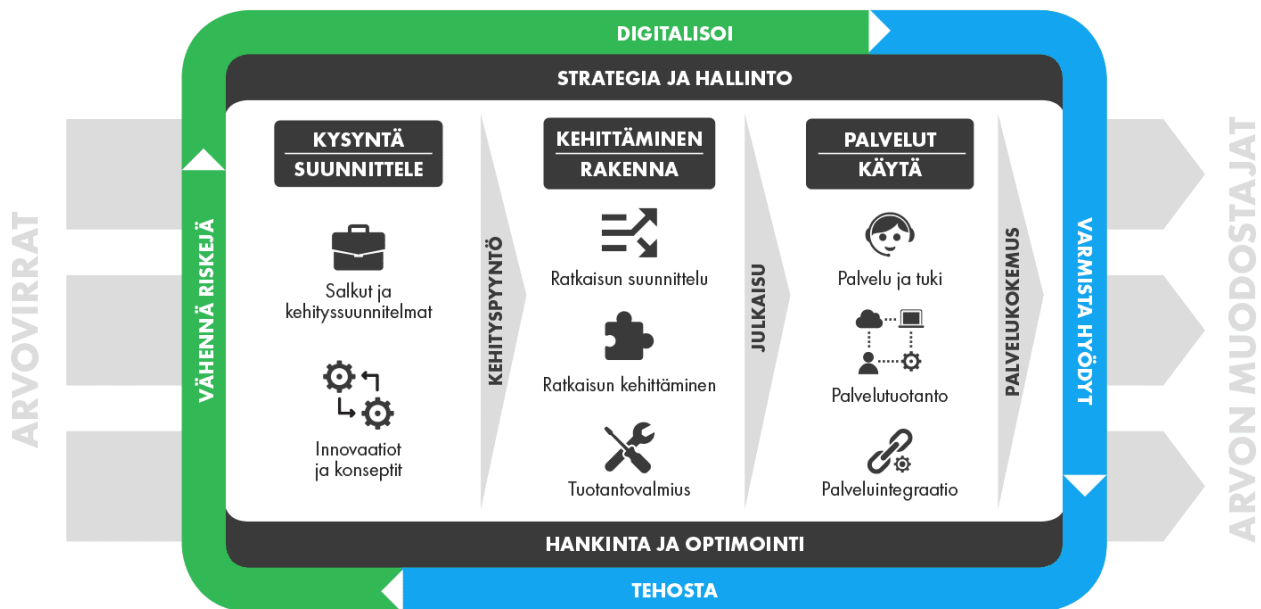 DIGITALISOI
STRATEGIA JA HALLINTO
ARVOVIRRAT
VÄHENNÄ RISKEJÄ
KYSYNTÄ
SUUNNITTELE
Salkut ja
kehityssuunnitelmat
Innovaatiot
ja konseptit
KEHITYSPYYNTÖ
KEHITTÄMINEN
RAKENNA
Ratkaisun suunnittelu
Ratkaisun kehittäminen
Tuotantovalmius
JULKAISU
PALVELUT
KÄYTÄ
Palvelu ja tuki
Palvelutuotanto
Palveluintegraatio
PALVELUKOKEMUS
VARMISTA HYÖDYT
ARVON MUODOSTAJAT
HANKINTA JA OPTIMOINTI
TEHOSTA